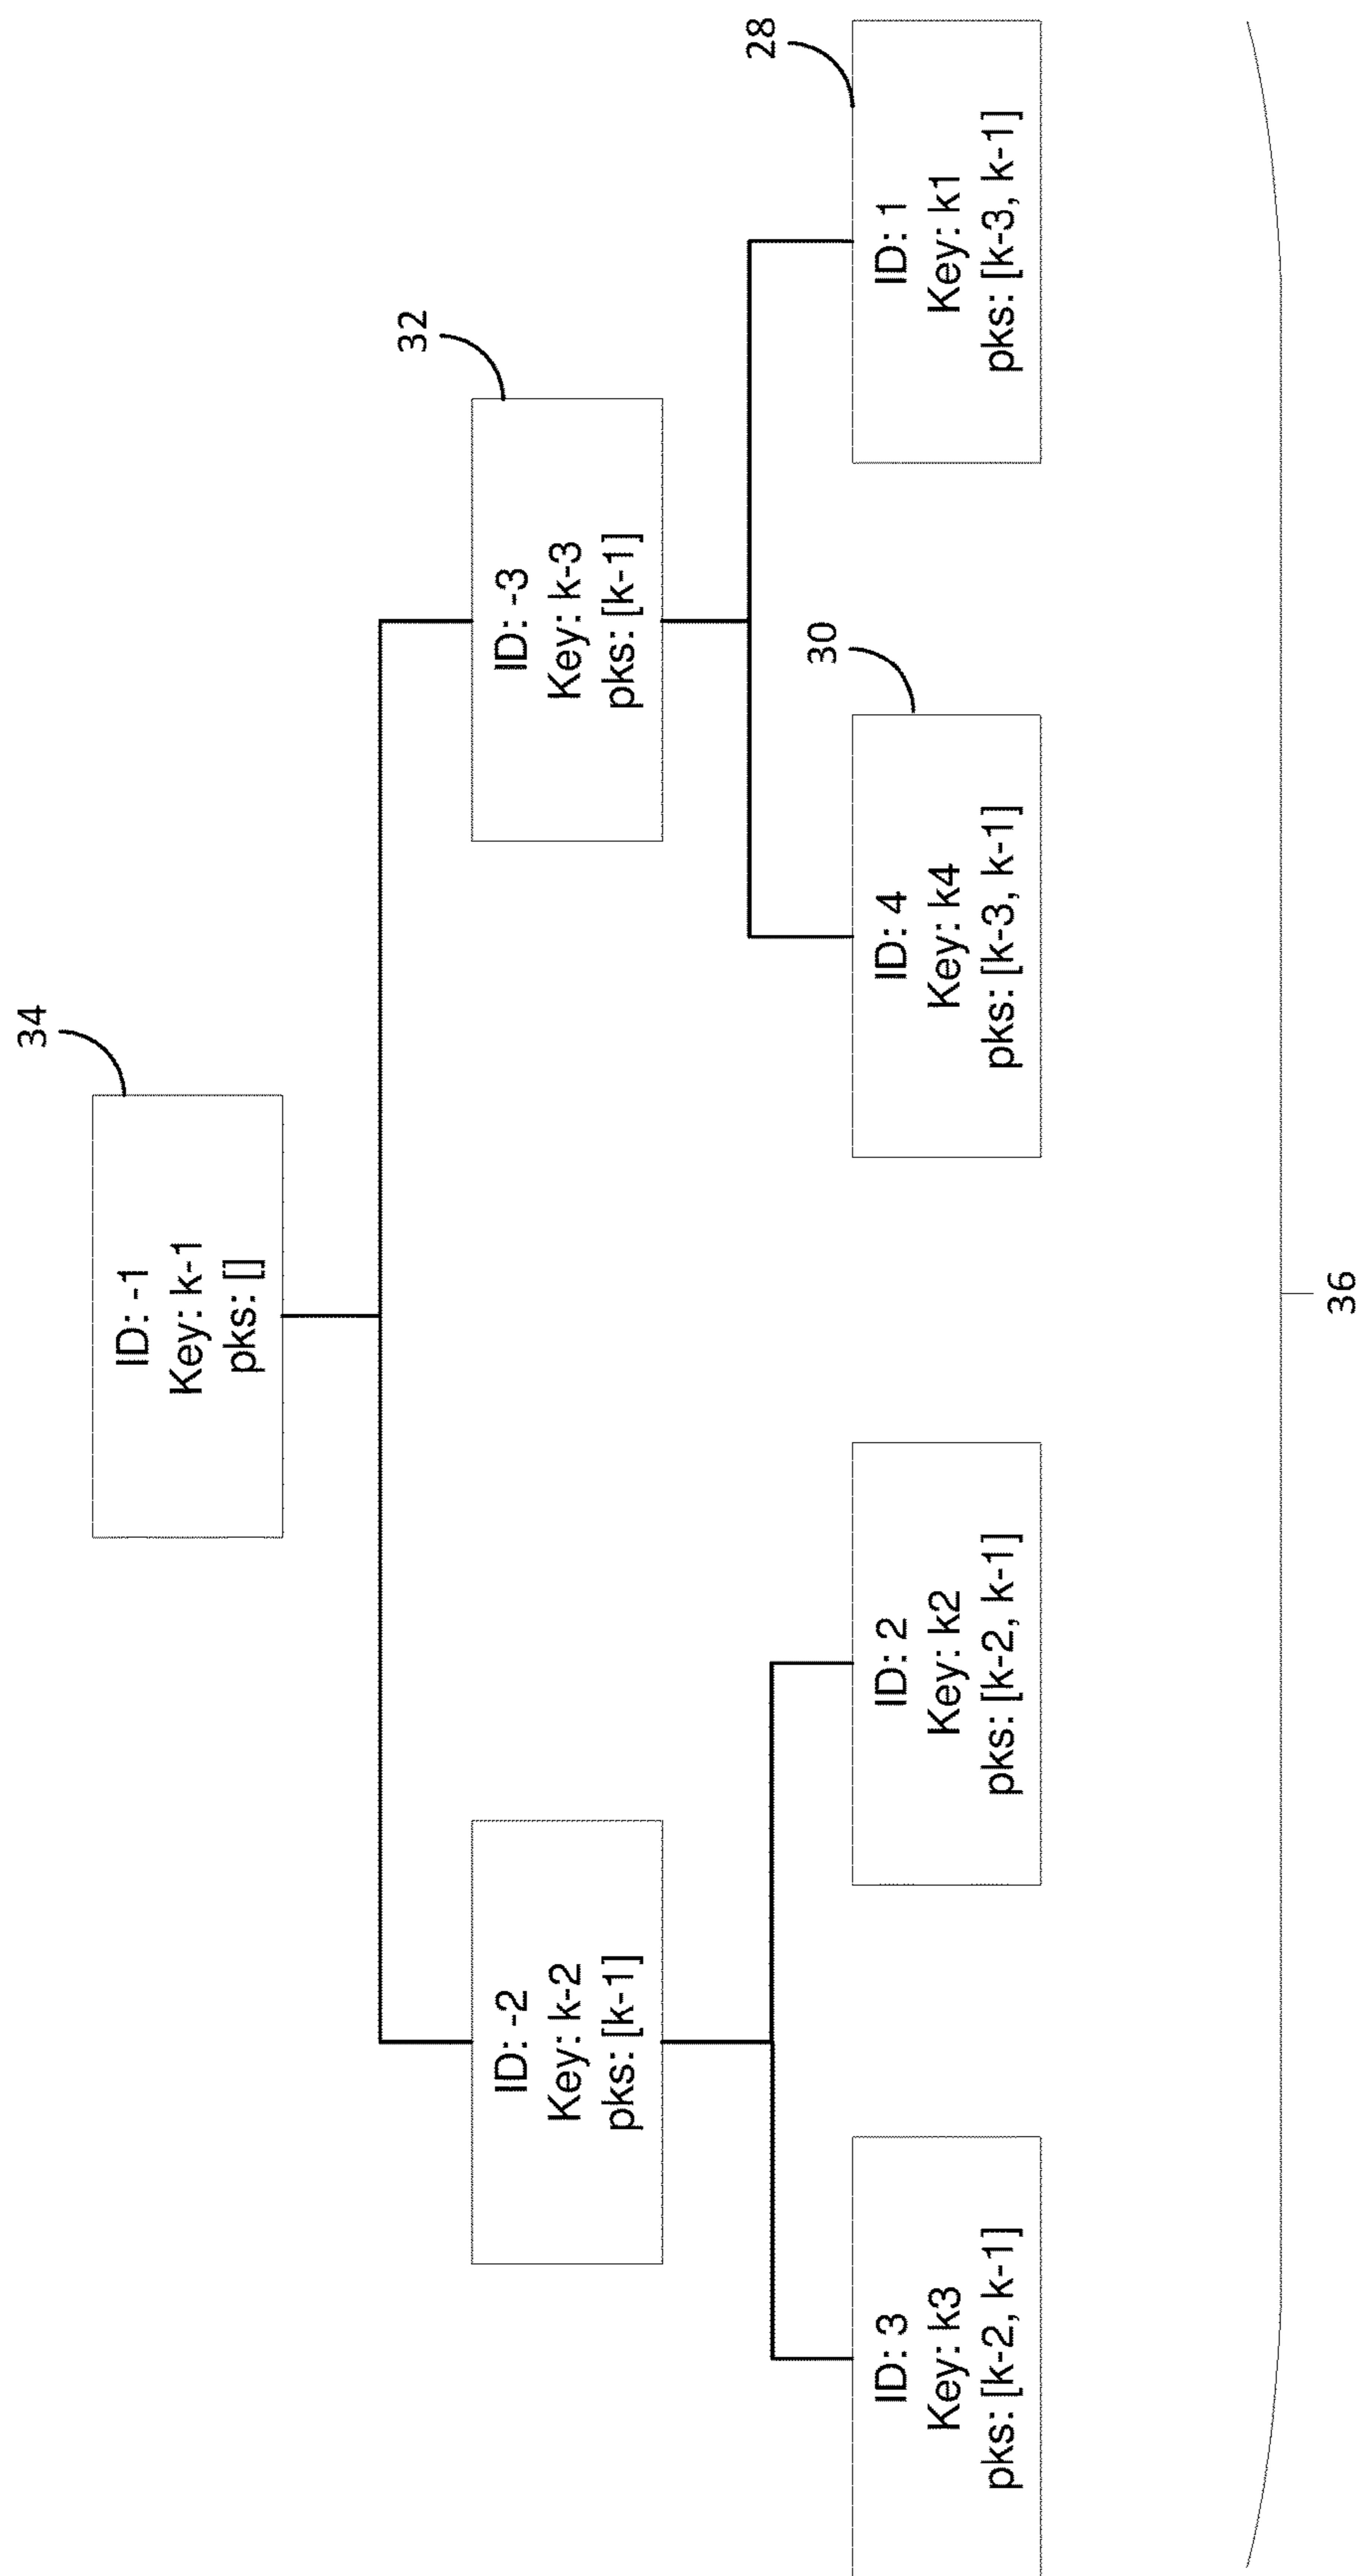 34
ID: -1
Key: k-1
pks: []
32
ID: -2
Key: k-2
pks: [k-1]
ID: -3
Key: k-3
pks: [k-1]
30
28
ID: 3
Key: k3
pks: [k-2, k-1]
ID: 2
Key: k2
pks: [k-2, k-1]
ID: 4
Key: k4
pks: [k-3, k-1]
ID: 1
Key: k1
pks: [k-3, k-1]
36